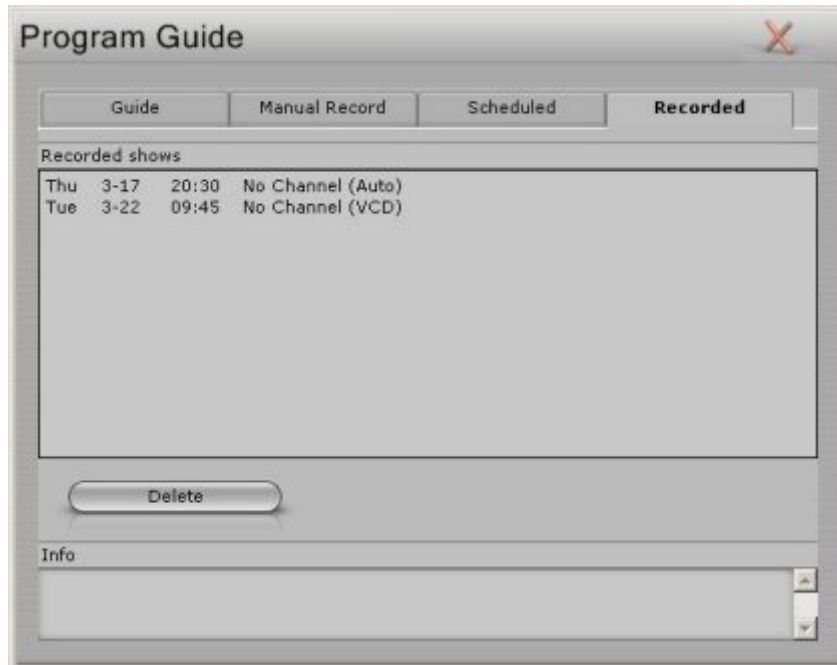 Program Guide
Guide Manual Record Scheduled Recorded
Recorded shows
Thu 3-17 20:30 No Channel (Auto)
Tue 3-22 09:45 No Channel (VCD)
Delete
Info